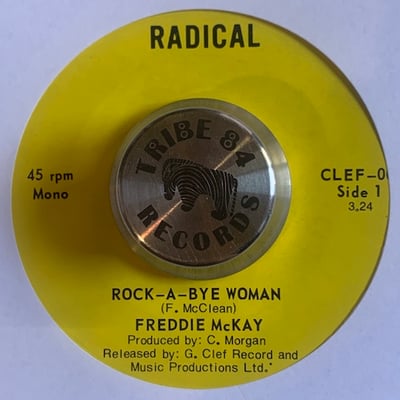 RADICAL
TRIBE 84
RECORDS
45 rpm
Mono
Side 1
3.24
ROCK-A-BYE WOMAN
(F. McClean)
FREDDIE McKAY
Produced by: C. Morgan
Released by: G. Clef Record and
Music Productions Ltd.